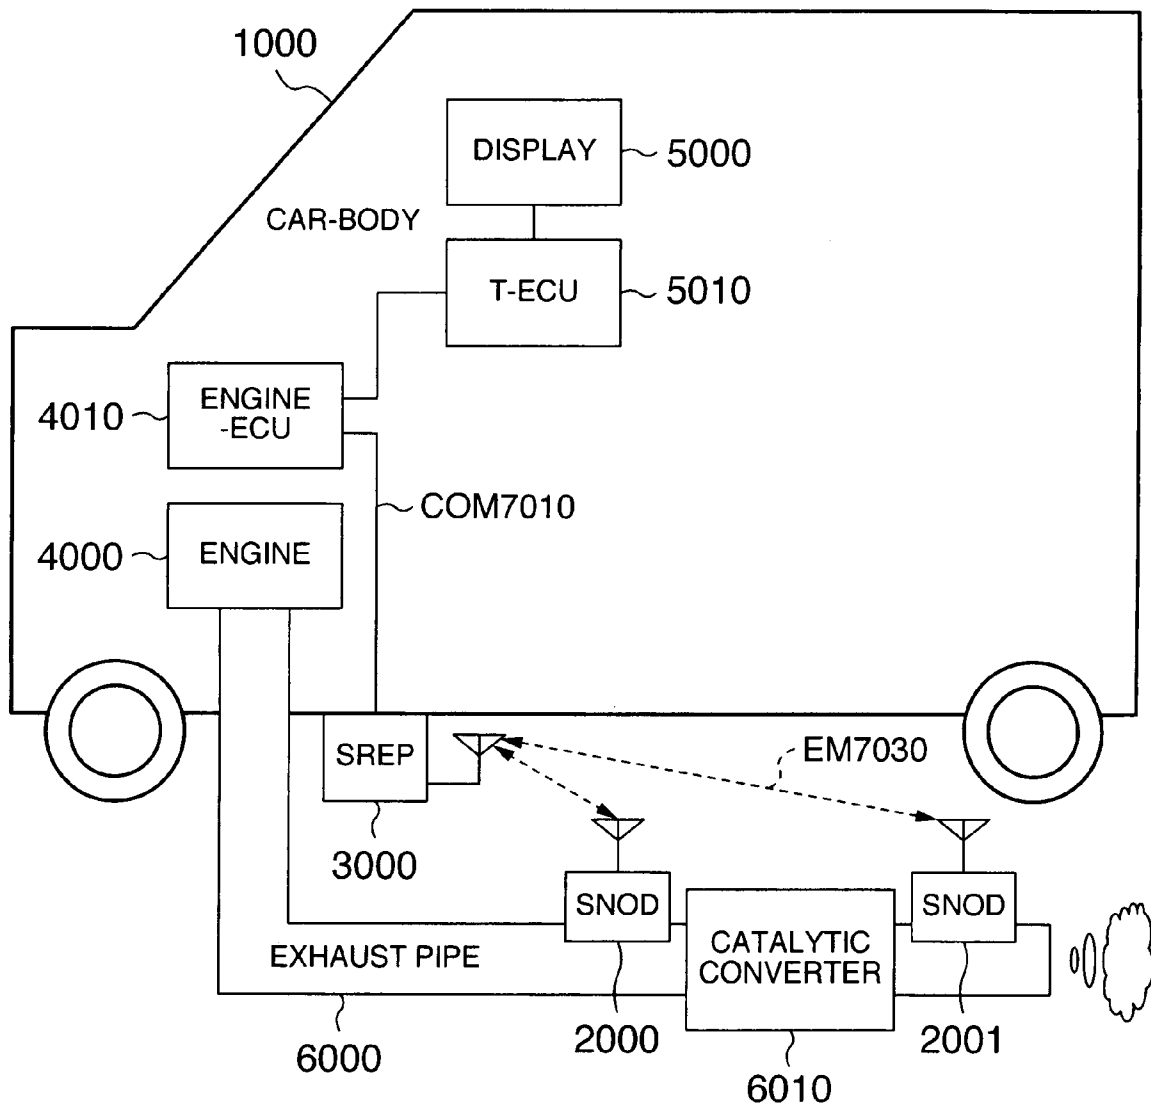 1000
DISPLAY
5000
CAR-BODY
T-ECU
5010
ENGINE
-ECU
4010
COM7010
ENGINE
4000
SREP
EM7030
3000
SNOD
SNOD
CATALYTIC
CONVERTER
EXHAUST PIPE
6000
2000
2001
6010